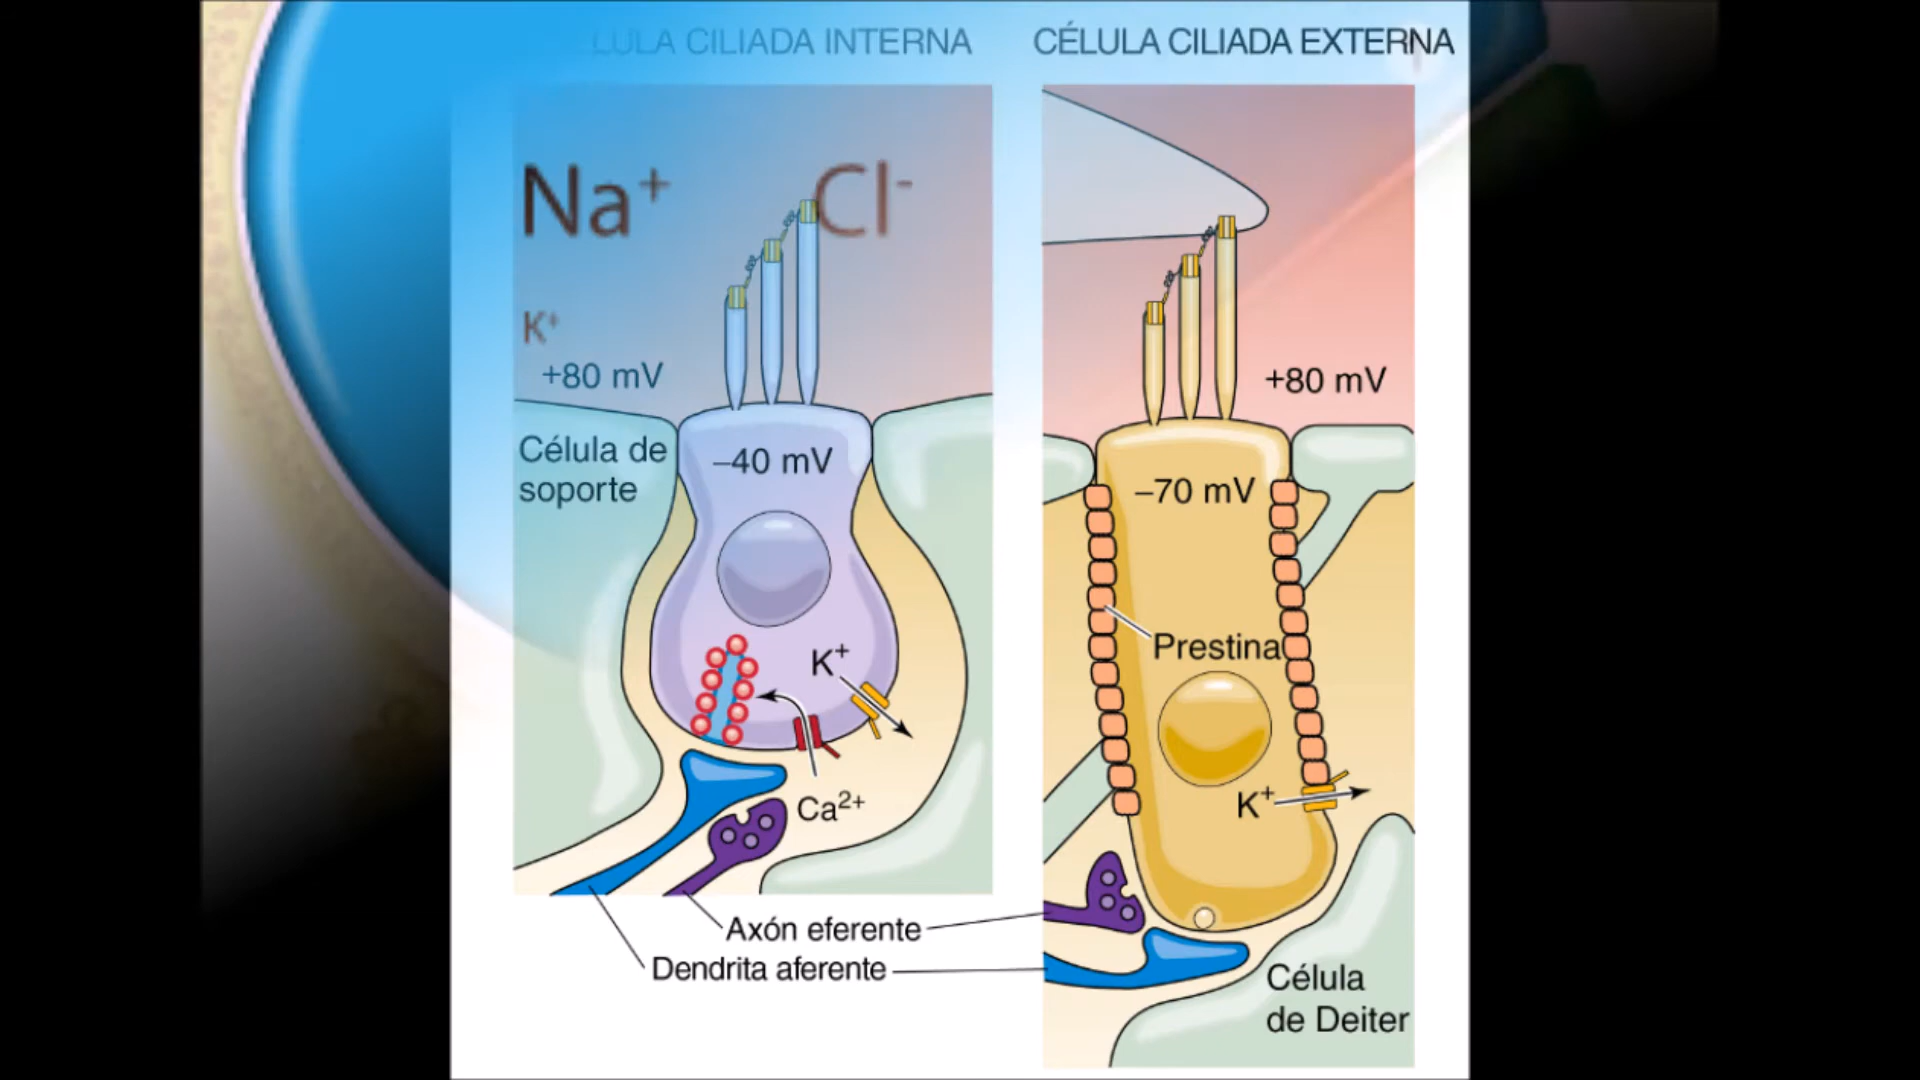 LULA CILIADA INTERNA
CÉLULA CILIADA EXTERNA
Na⁺
Cl⁻
K⁺
+80 mV
+80 mV
Célula de
soporte
–40 mV
–70 mV
Prestina
K⁺
Ca²⁺
K⁺
Axón eferente
Dendrita aferente
Célula
de Deiter